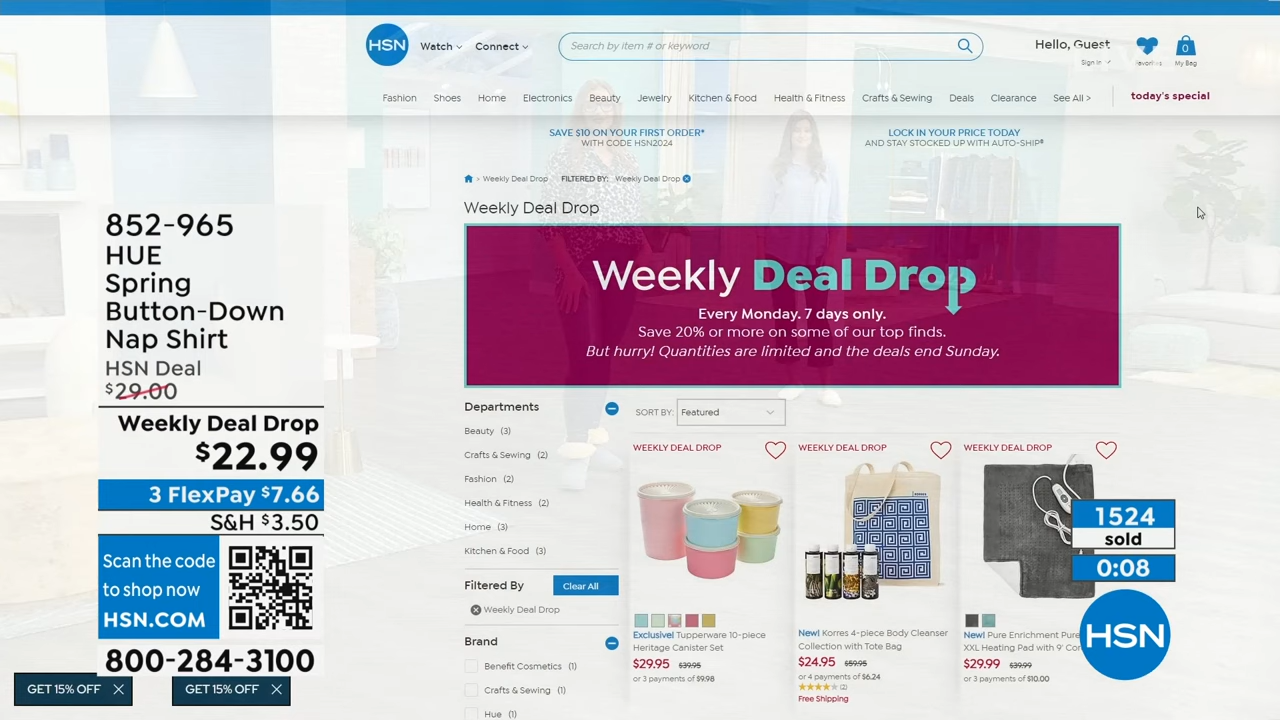 HSN
Watch
Connect
Search by item # or keyword
Hello, Guest
Sign In
Favorites
0
My Bag
Fashion
Shoes
Home
Electronics
Beauty
Jewelry
Kitchen & Food
Health & Fitness
Crafts & Sewing
Deals
Clearance
See All >
today's special
SAVE $10 ON YOUR FIRST ORDER*
WITH CODE HSN2024
LOCK IN YOUR PRICE TODAY
AND STAY STOCKED UP WITH AUTO-SHIP®
> Weekly Deal Drop
FILTERED BY: Weekly Deal Drop
Weekly Deal Drop
Weekly Deal Drop
Every Monday. 7 days only.
Save 20% or more on some of our top finds.
But hurry! Quantities are limited and the deals end Sunday.
852-965
HUE
Spring
Button-Down
Nap Shirt
HSN Deal
$29.00
Weekly Deal Drop
$22.99
3 FlexPay $7.66
S&H $3.50
Scan the code
to shop now
HSN.COM
800-284-3100
GET 15% OFF
GET 15% OFF
Departments
Beauty (3)
Crafts & Sewing (2)
Fashion (2)
Health & Fitness (2)
Home (3)
Kitchen & Food (3)
Filtered By
Clear All
Weekly Deal Drop
Brand
Benefit Cosmetics (1)
Crafts & Sewing (1)
Hue (1)
SORT BY: Featured
WEEKLY DEAL DROP
Exclusive! Tupperware 10-piece
Heritage Canister Set
$29.95 $39.95
or 3 payments of $9.98
WEEKLY DEAL DROP
New! Korres 4-piece Body Cleanser
Collection with Tote Bag
$24.95 $59.95
or 4 payments of $6.24
(2)
Free Shipping
WEEKLY DEAL DROP
New! Pure Enrichment Pure
XXL Heating Pad with 9' Cor
$29.99 $39.99
or 3 payments of $10.00
1524
sold
0:08
HSN